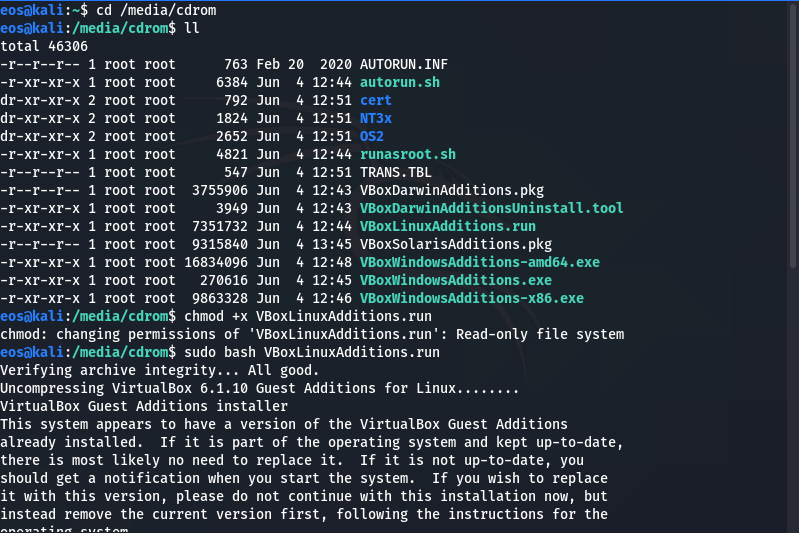 eos@kali:~$ cd /media/cdrom
eos@kali:/media/cdrom$ ll
total 46306
-r--r--r-- 1 root root      763 Feb 20  2020 AUTORUN.INF
-r-xr-xr-x 1 root root     6384 Jun  4 12:44 autorun.sh
dr-xr-xr-x 2 root root      792 Jun  4 12:51 cert
dr-xr-xr-x 2 root root     1824 Jun  4 12:51 NT3x
dr-xr-xr-x 2 root root     2652 Jun  4 12:51 OS2
-r-xr-xr-x 1 root root     4821 Jun  4 12:44 runasroot.sh
-r--r--r-- 1 root root      547 Jun  4 12:51 TRANS.TBL
-r--r--r-- 1 root root  3755906 Jun  4 12:43 VBoxDarwinAdditions.pkg
-r-xr-xr-x 1 root root     3949 Jun  4 12:43 VBoxDarwinAdditionsUninstall.tool
-r-xr-xr-x 1 root root  7351732 Jun  4 12:44 VBoxLinuxAdditions.run
-r--r--r-- 1 root root  9315840 Jun  4 13:45 VBoxSolarisAdditions.pkg
-r-xr-xr-x 1 root root 16834096 Jun  4 12:48 VBoxWindowsAdditions-amd64.exe
-r-xr-xr-x 1 root root   270616 Jun  4 12:45 VBoxWindowsAdditions.exe
-r-xr-xr-x 1 root root  9863328 Jun  4 12:46 VBoxWindowsAdditions-x86.exe
eos@kali:/media/cdrom$ chmod +x VBoxLinuxAdditions.run
chmod: changing permissions of 'VBoxLinuxAdditions.run': Read-only file system
eos@kali:/media/cdrom$ sudo bash VBoxLinuxAdditions.run
Verifying archive integrity... All good.
Uncompressing VirtualBox 6.1.10 Guest Additions for Linux........
VirtualBox Guest Additions installer
This system appears to have a version of the VirtualBox Guest Additions
already installed.  If it is part of the operating system and kept up-to-date,
there is most likely no need to replace it.  If it is not up-to-date, you
should get a notification when you start the system.  If you wish to replace
it with this version, please do not continue with this installation now, but
instead remove the current version first, following the instructions for the
operating system.